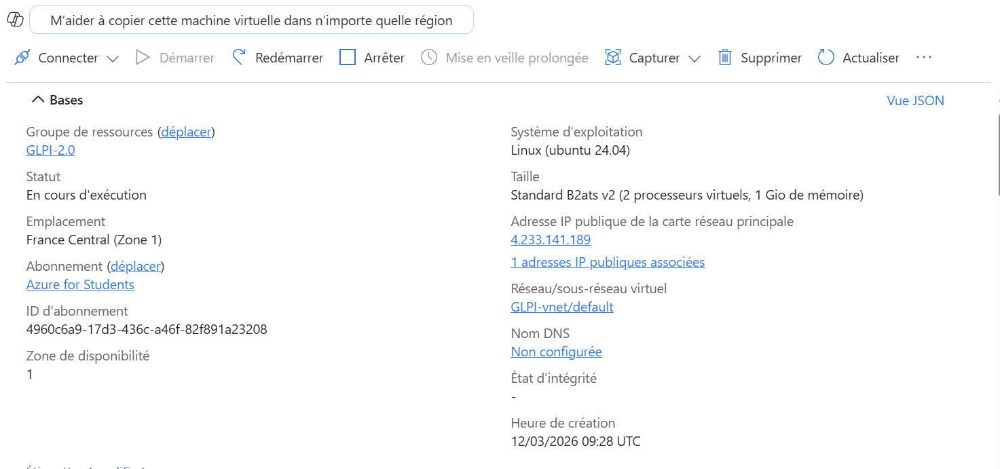 M'aider à copier cette machine virtuelle dans n'importe quelle région
Connecter Démarrer Redémarrer Arrêter Mise en veille prolongée Capturer Supprimer Actualiser ...
Bases
Vue JSON
Groupe de ressources (déplacer)
GLPI-2.0
Statut
En cours d'exécution
Emplacement
France Central (Zone 1)
Abonnement (déplacer)
Azure for Students
ID d'abonnement
4960c6a9-17d3-436c-a46f-82f891a23208
Zone de disponibilité
1
Système d'exploitation
Linux (ubuntu 24.04)
Taille
Standard B2ats v2 (2 processeurs virtuels, 1 Gio de mémoire)
Adresse IP publique de la carte réseau principale
4.233.141.189
1 adresses IP publiques associées
Réseau/sous-réseau virtuel
GLPI-vnet/default
Nom DNS
Non configurée
État d'intégrité
-
Heure de création
12/03/2026 09:28 UTC